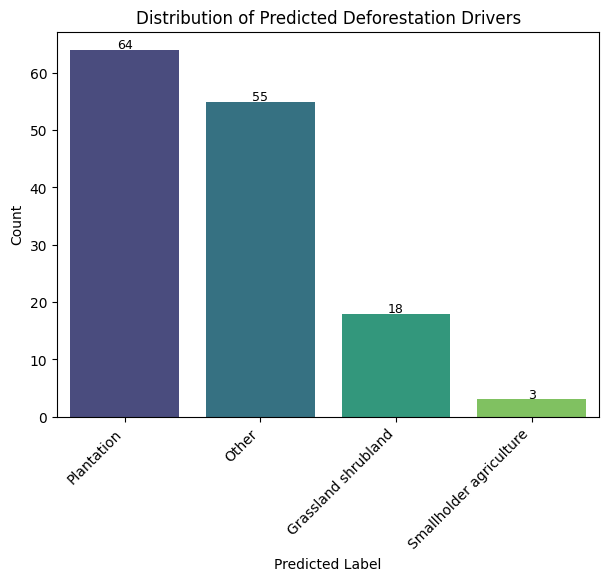 Distribution of Predicted Deforestation Drivers
64
55
18
3
60
50
40
30
20
10
0
Count
Plantation
Other
Grassland shrubland
Smallholder agriculture
Predicted Label